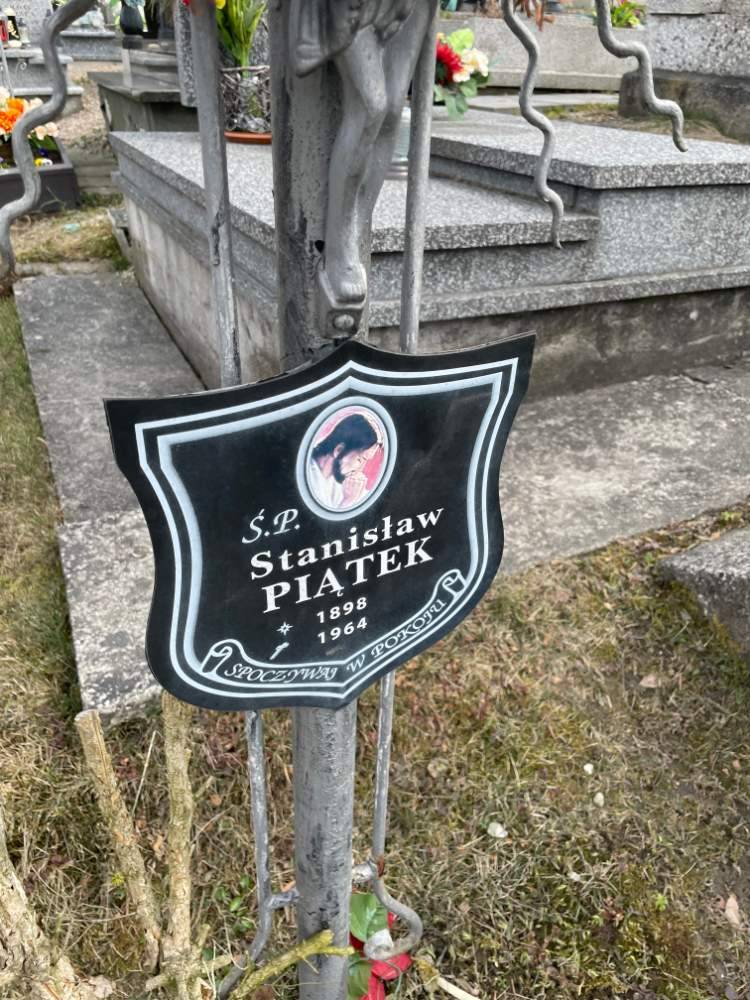 Ś.P.
Stanisław
PIĄTEK
1898
1964
SPOCZYWAJ W POKOJU